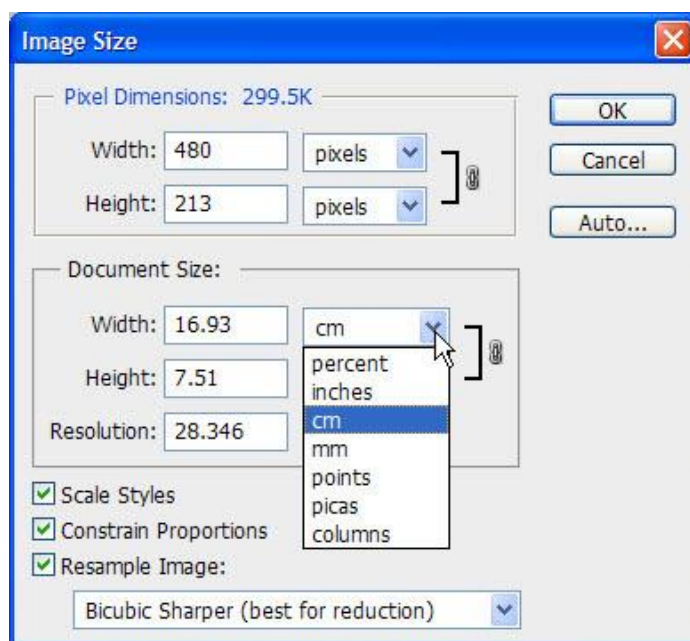 Image Size
Pixel Dimensions: 299.5K
OK
Width: 480 pixels
Cancel
Height: 213 pixels
Auto...
Document Size:
Width: 16.93 cm
percent
Height: 7.51
inches
cm
Resolution: 28.346
mm
points
picas
columns
Scale Styles
Constrain Proportions
Resample Image:
Bicubic Sharper (best for reduction)